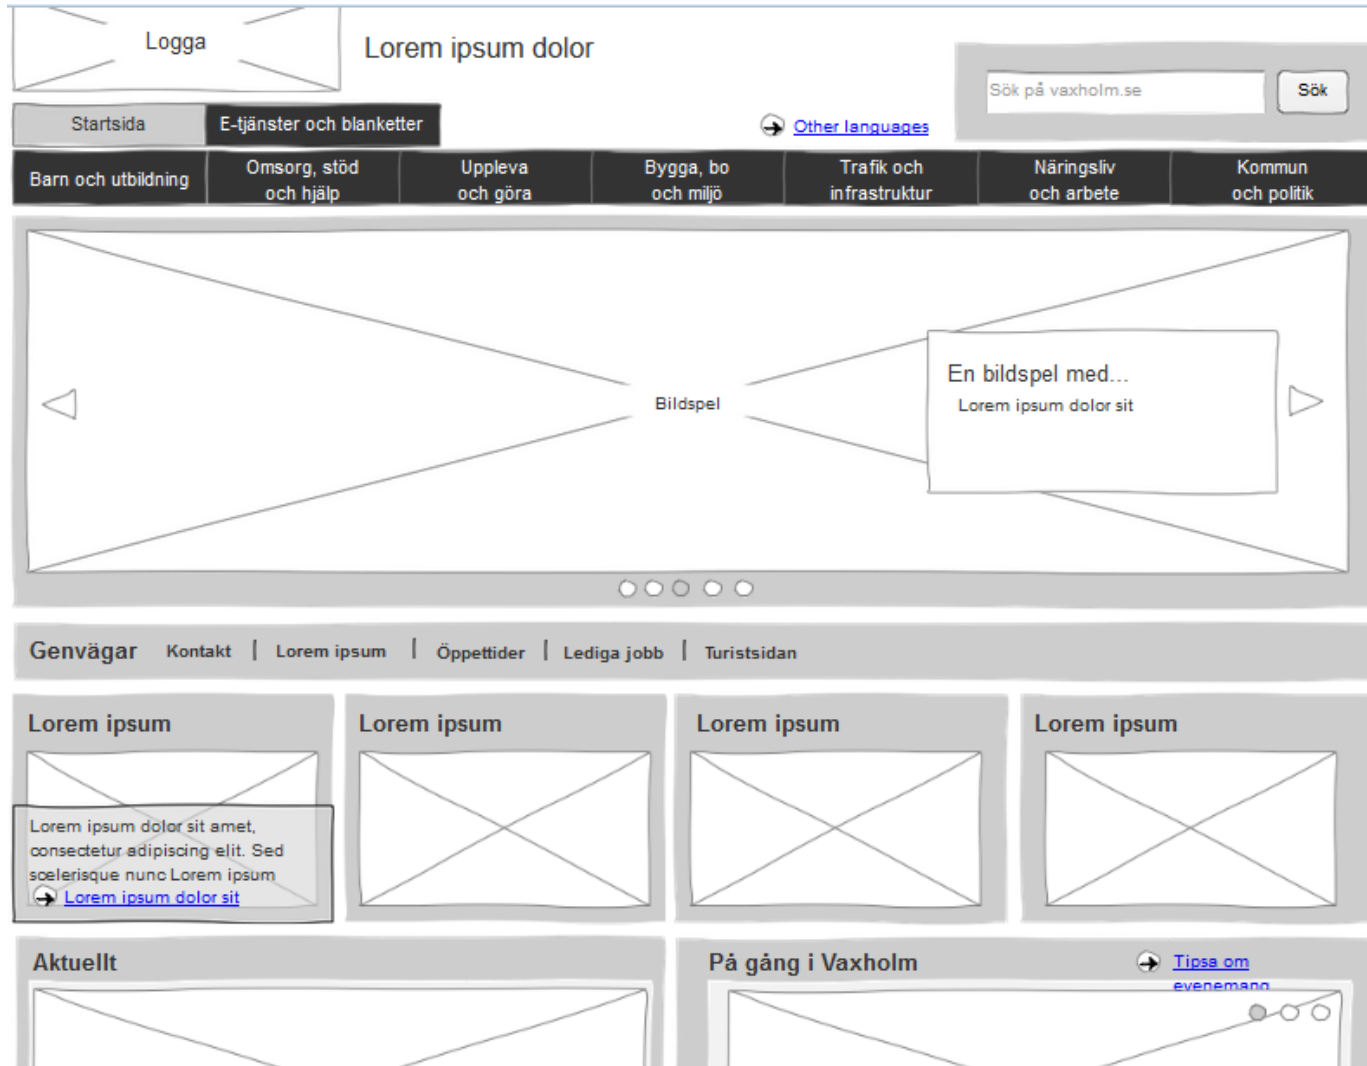 Logga
Lorem ipsum dolor
Sök på vaxholm.se
Sök
Startsida
E-tjänster och blanketter
Other languages
Barn och utbildning
Omsorg, stöd
och hjälp
Uppleva
och göra
Bygga, bo
och miljö
Trafik och
infrastruktur
Näringsliv
och arbete
Kommun
och politik
En bildspel med...
Lorem ipsum dolor sit
Bildspel
Genvägar
Kontakt | Lorem ipsum | Öppettider | Lediga jobb | Turistsidan
Lorem ipsum
Lorem ipsum
Lorem ipsum
Lorem ipsum
Lorem ipsum dolor sit amet,
consectetur adipiscing elit. Sed
scelerisque nunc Lorem ipsum
Lorem ipsum dolor sit
Aktuellt
På gång i Vaxholm
Tipsa om
evenemang